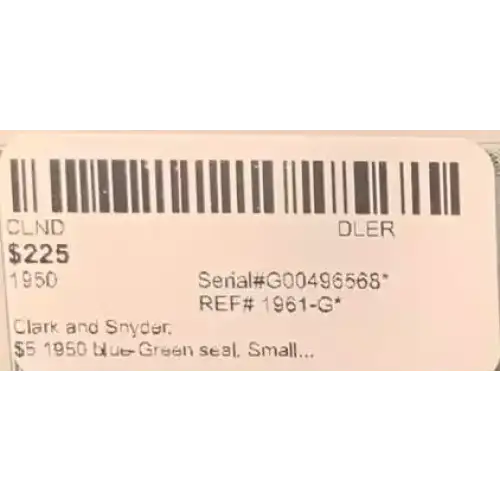 CLND DLER
$225
1950 Serial#G00496568*
REF# 1961-G*
Clark and Snyder,
$5 1950 blue-Green seal, Small...